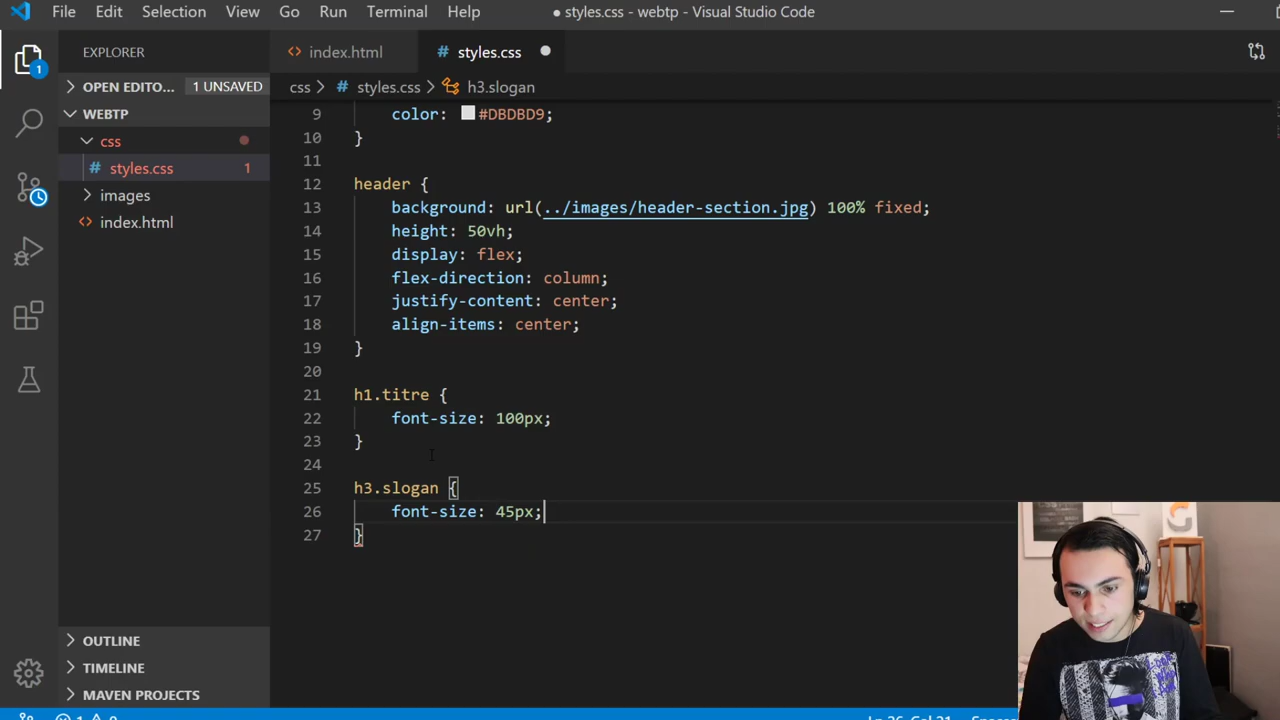 File Edit Selection View Go Run Terminal Help ● styles.css - webtp - Visual Studio Code
EXPLORER
index.html # styles.css
OPEN EDITO... 1 UNSAVED
css > # styles.css > h3.slogan
WEBTP
css
# styles.css 1
images
index.html
1
9 color: #DBDBD9;
10 }
11
12 header {
13 background: url(../images/header-section.jpg) 100% fixed;
14 height: 50vh;
15 display: flex;
16 flex-direction: column;
17 justify-content: center;
18 align-items: center;
19 }
20
21 h1.titre {
22 font-size: 100px;
23 }
24
25 h3.slogan {
26 font-size: 45px;
27 }
OUTLINE
TIMELINE
MAVEN PROJECTS